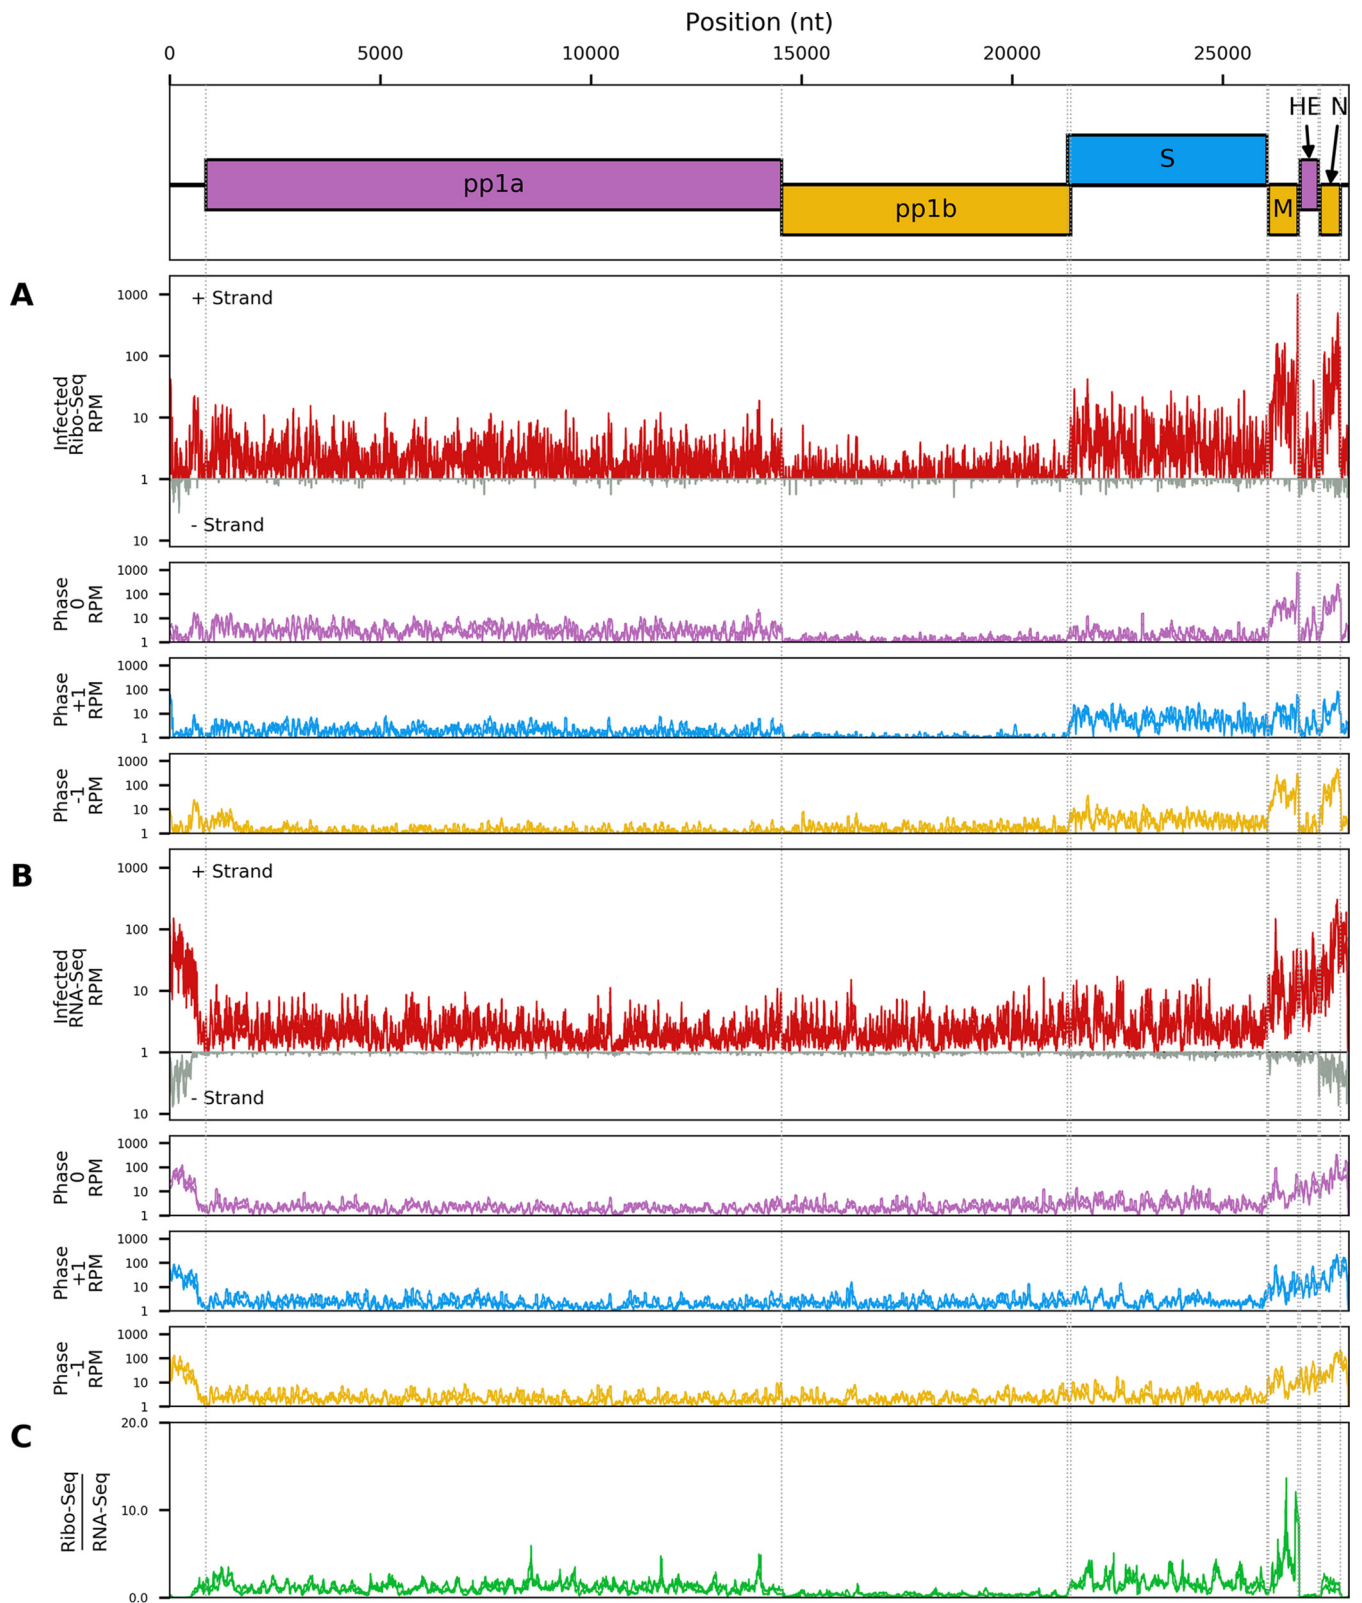 Position (nt)
0 5000 10000 15000 20000 25000
HE N
S
pp1a
pp1b
M
A
+ Strand
- Strand
Infected
Ribo-Seq
RPM
1000
100
10
1
10
Phase
0
RPM
1000
100
10
1
Phase
+1
RPM
1000
100
10
1
Phase
-1
RPM
1000
100
10
1
B
+ Strand
- Strand
Infected
RNA-Seq
RPM
1000
100
10
1
10
Phase
0
RPM
1000
100
10
1
Phase
+1
RPM
1000
100
10
1
Phase
-1
RPM
1000
100
10
1
C
Ribo-Seq
RNA-Seq
20.0
10.0
0.0